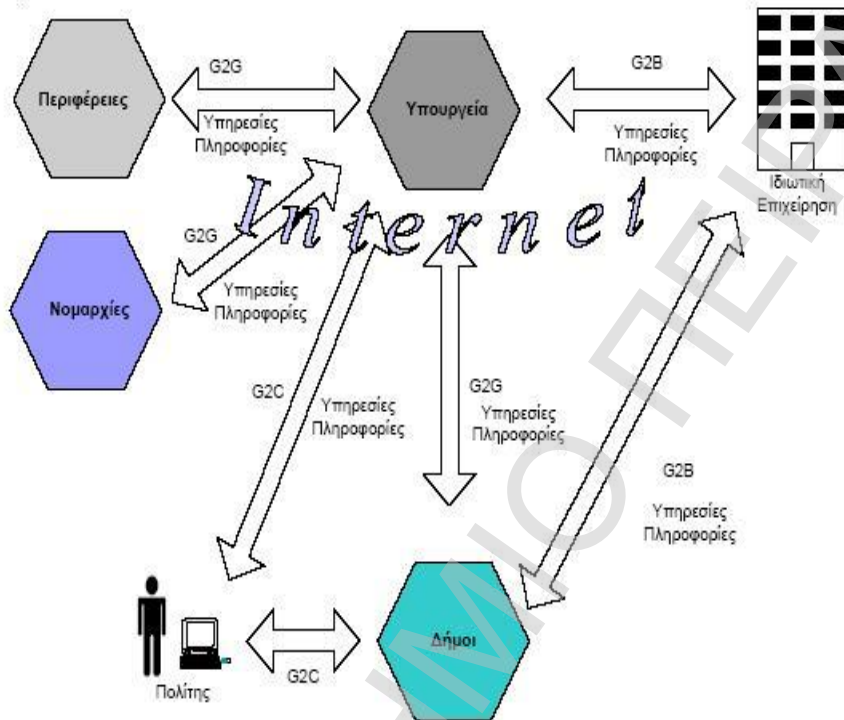 G2G
G2B
Περιφέρειες
Υπουργεία
Υπηρεσίες
Πληροφορίες
Υπηρεσίες
Πληροφορίες
Ιδιωτική
Επιχείρηση
Internet
G2G
Υπηρεσίες
Πληροφορίες
Νομαρχίες
G2C
Υπηρεσίες
Πληροφορίες
G2G
Υπηρεσίες
Πληροφορίες
G2B
Υπηρεσίες
Πληροφορίες
Δήμοι
G2C
Πολίτης